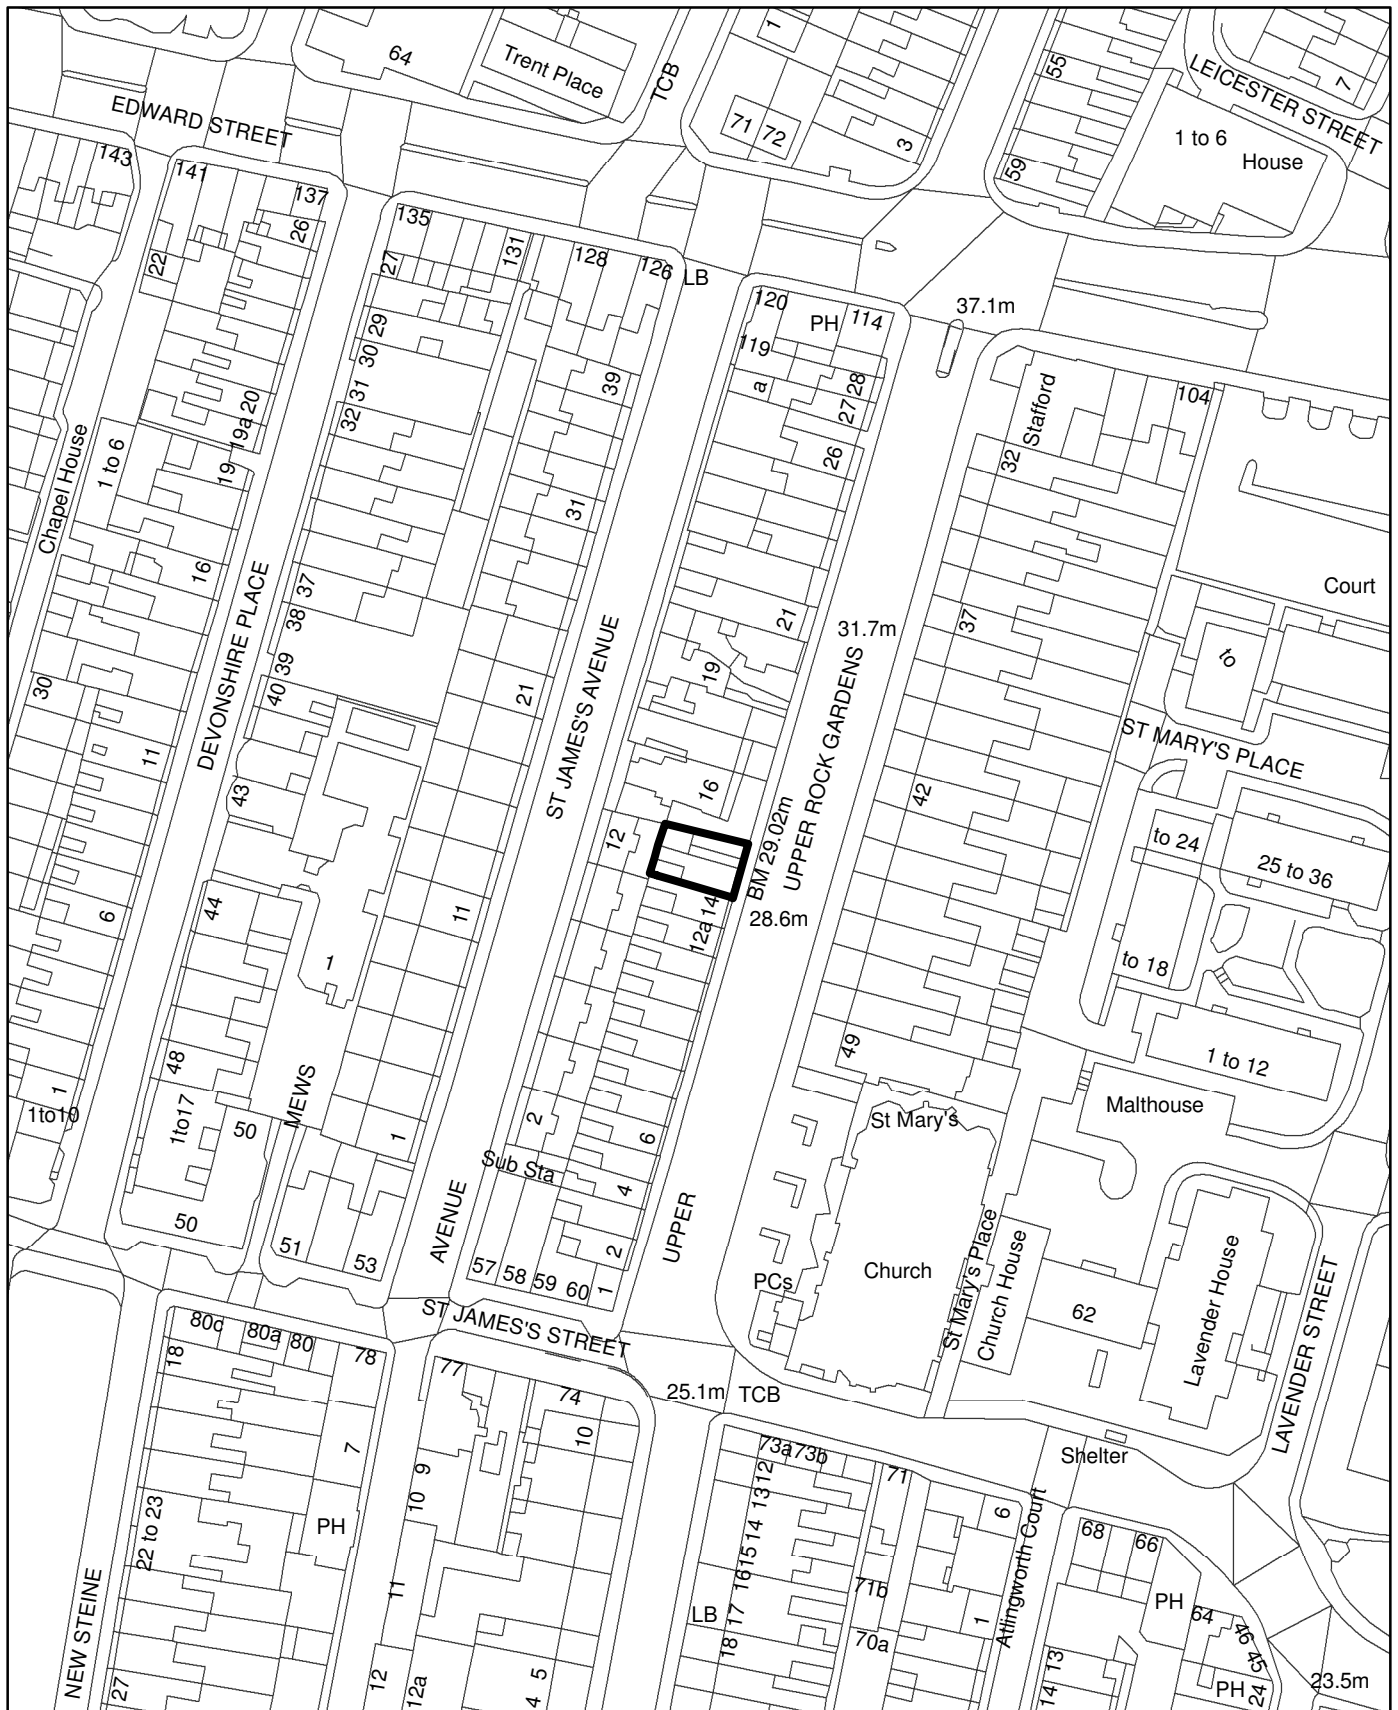 64
Trent Place
TCB
1
55
LEICESTER STREET
7
EDWARD STREET
71
72
3
1 to 6
House
143
141
137
59
26
135
131
128
126
LB
22
27
120
PH
114
37.1m
29
119
30
a
28
39
Stafford
104
31
32
20
19a
27
26
32
Chapel House
1 to 6
19
31
16
37
21
Court
38
DEVONSHIRE PLACE
ST JAMES'S AVENUE
31.7m
37
39
19
to
30
40
21
UPPER ROCK GARDENS
ST MARY'S PLACE
11
43
16
42
12
BM 29.02m
to 24
25 to 36
6
44
11
14
12a
28.6m
1
to 18
49
48
1 to 12
1
1to10
1to17
MEWS
50
1
2
6
St Mary's
Malthouse
Sub Sta
4
50
51
53
AVENUE
UPPER
2
57
58
59
60
1
PCs
Church
St Mary's Place
Church House
62
Lavender House
LAVENDER STREET
ST JAMES'S STREET
80c
80a
80
78
18
77
74
25.1m
TCB
7
10
9
10
73a
73b
12
71
Shelter
13
22 to 23
PH
14
6
Atlingworth Court
68
66
15
16
11
71b
PH
NEW STEINE
LB
17
1
64
18
70a
46
45
27
12
12a
5
4
13
14
PH
24
23.5m